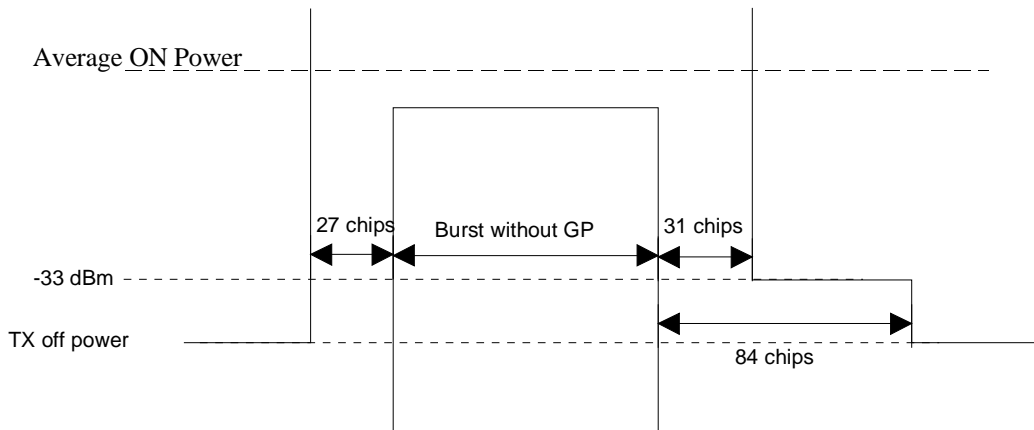 Average ON Power
27 chips
Burst without GP
31 chips
-33 dBm
TX off power
84 chips